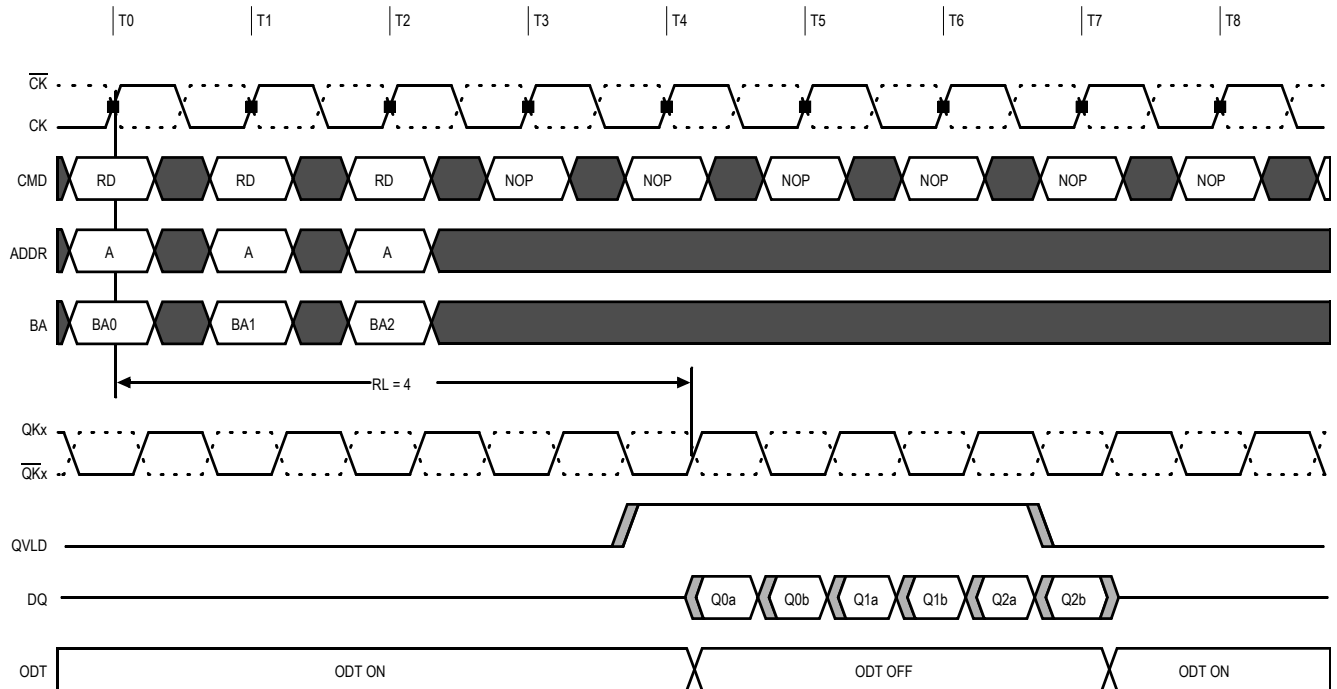 T0 T1 T2 T3 T4 T5 T6 T7 T8
C̅K̅
CK
CMD RD RD RD NOP NOP NOP NOP NOP NOP
ADDR A A A
BA BA0 BA1 BA2
RL = 4
QKx
Q̅K̅x
QVLD
DQ Q0a Q0b Q1a Q1b Q2a Q2b
ODT ODT ON ODT OFF ODT ON